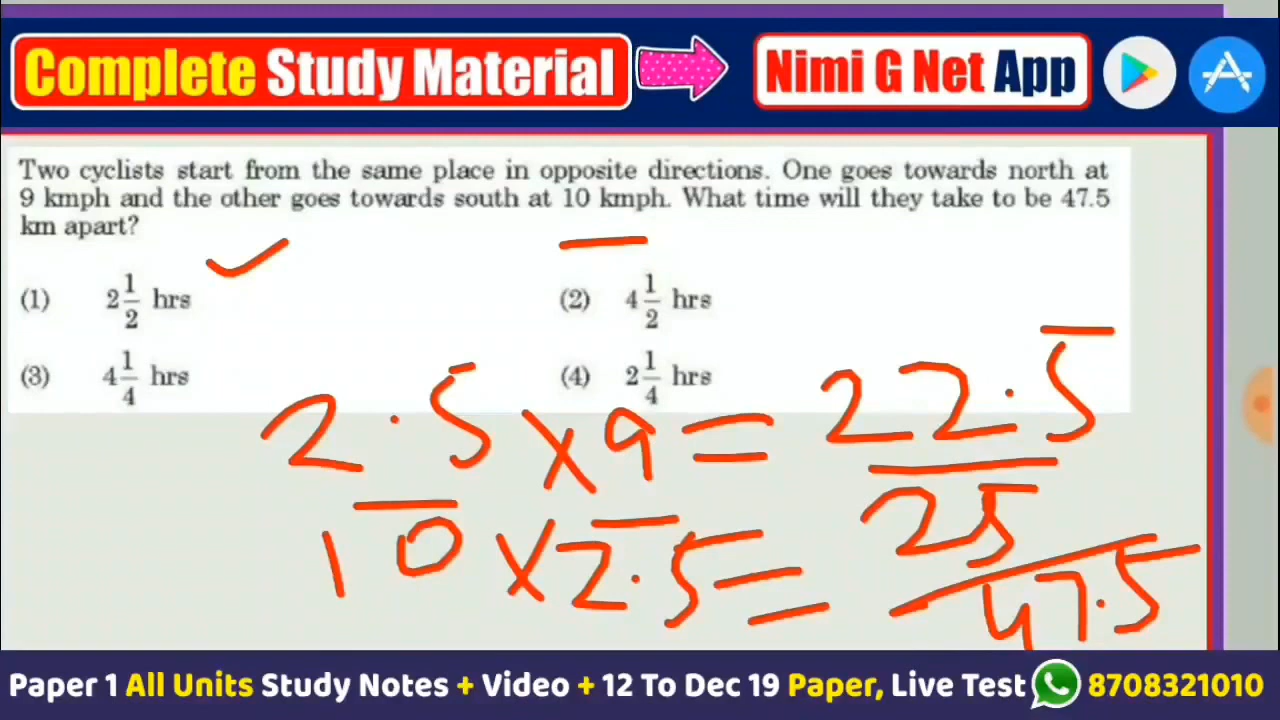 Complete Study Material Nimi G Net App
Two cyclists start from the same place in opposite directions. One goes towards north at
9 kmph and the other goes towards south at 10 kmph. What time will they take to be 47.5
km apart?
(1) 2 1/2 hrs (2) 4 1/2 hrs
(3) 4 1/4 hrs (4) 2 1/4 hrs
2.5 × 9 = 22.5
10 × 2.5 = 25
47.5
Paper 1 All Units Study Notes + Video + 12 To Dec 19 Paper, Live Test 8708321010